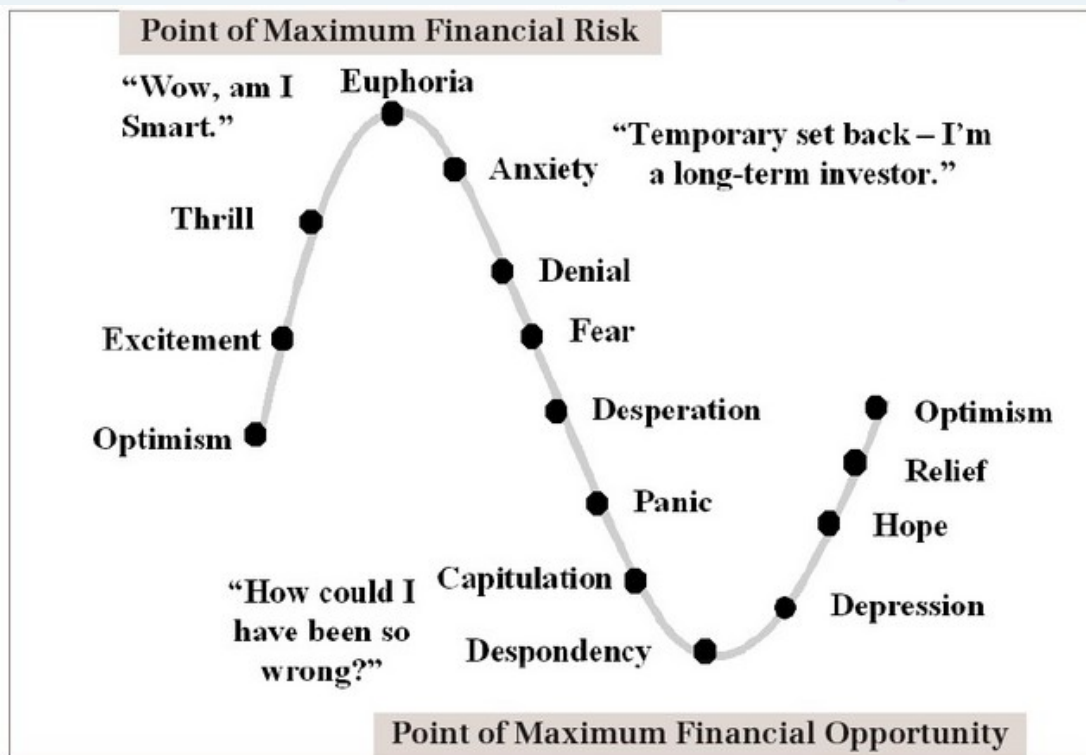 Point of Maximum Financial Risk
“Wow, am I
Smart.”
Euphoria
“Temporary set back – I’m
a long-term investor.”
Anxiety
Thrill
Denial
Excitement
Fear
Optimism
Desperation
Optimism
Relief
Panic
Hope
Capitulation
“How could I
have been so
wrong?”
Depression
Despondency
Point of Maximum Financial Opportunity